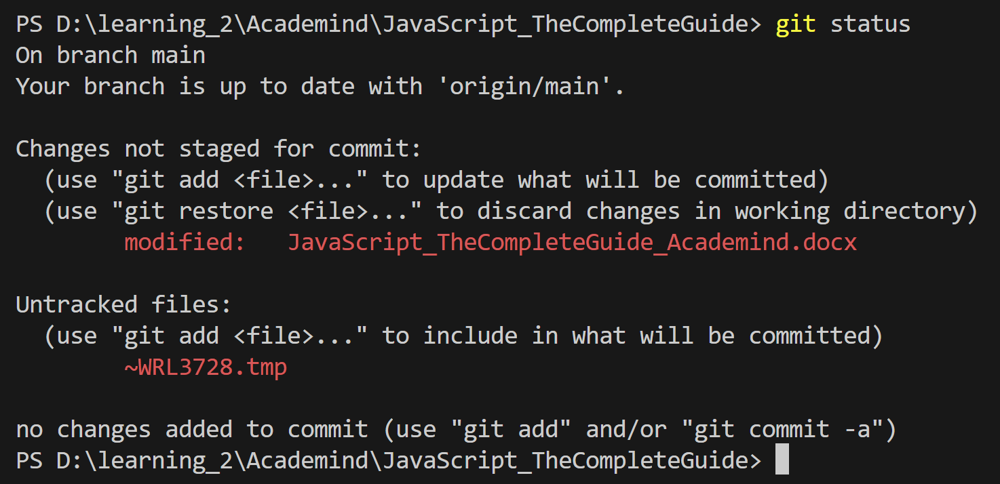 PS D:\learning_2\Academind\JavaScript_TheCompleteGuide> git status
On branch main
Your branch is up to date with 'origin/main'.

Changes not staged for commit:
  (use "git add <file>..." to update what will be committed)
  (use "git restore <file>..." to discard changes in working directory)
        modified:   JavaScript_TheCompleteGuide_Academind.docx

Untracked files:
  (use "git add <file>..." to include in what will be committed)
        ~WRL3728.tmp

no changes added to commit (use "git add" and/or "git commit -a")
PS D:\learning_2\Academind\JavaScript_TheCompleteGuide>